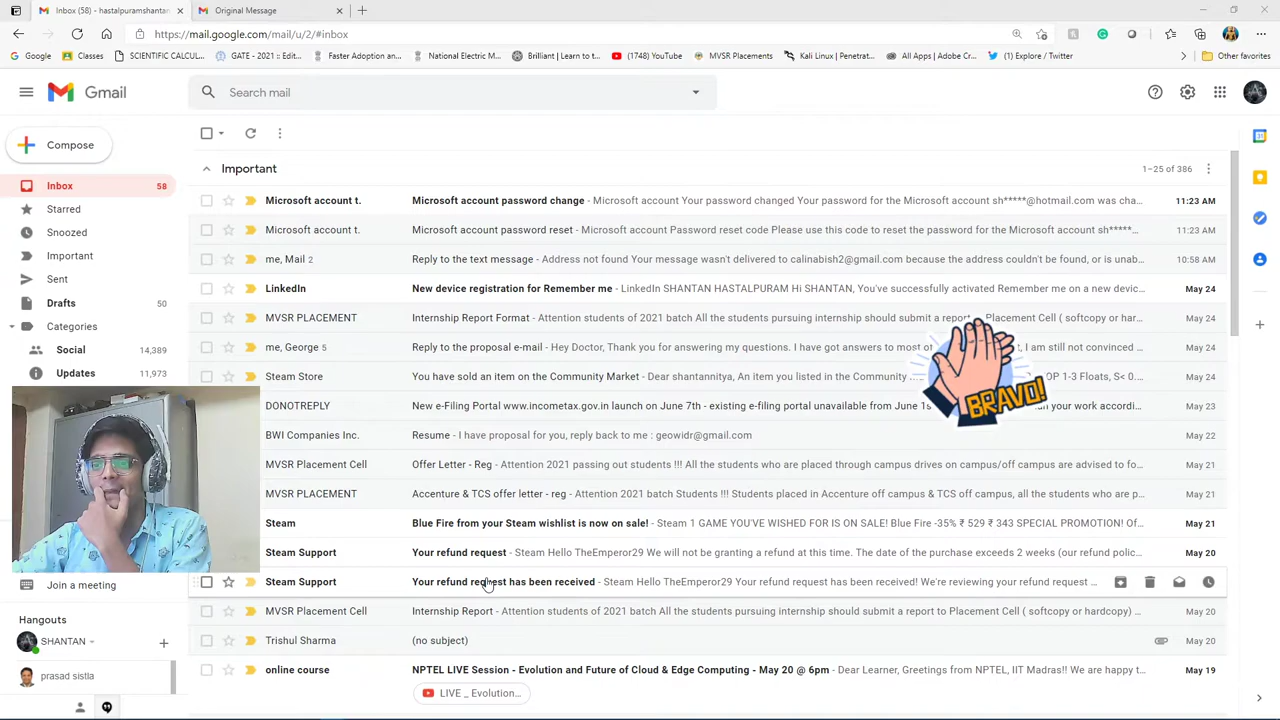 Inbox (58) - hastalpuramshantan
Original Message
https://mail.google.com/mail/u/2/#inbox
Google
Classes
SCIENTIFIC CALCUL...
GATE - 2021 :: Edit...
Faster Adoption an...
National Electric M...
Brilliant | Learn to t...
(1748) YouTube
MVSR Placements
Kali Linux | Penetrat...
All Apps | Adobe Cr...
(1) Explore / Twitter
Other favorites
Gmail
Search mail
Compose
Inbox 58
Starred
Snoozed
Important
Sent
Drafts 50
Categories
Social 14,389
Updates 11,973
Join a meeting
Hangouts
SHANTAN
prasad sistla
Important 1–25 of 386
Microsoft account t. Microsoft account password change - Microsoft account Your password changed Your password for the Microsoft account sh*****@hotmail.com was cha... 11:23 AM
Microsoft account t. Microsoft account password reset - Microsoft account Password reset code Please use this code to reset the password for the Microsoft account sh*****... 11:23 AM
me, Mail 2 Reply to the text message - Address not found Your message wasn't delivered to calinabish2@gmail.com because the address couldn't be found, or is unab... 10:58 AM
LinkedIn New device registration for Remember me - LinkedIn SHANTAN HASTALPURAM Hi SHANTAN, You've successfully activated Remember me on a new devic... May 24
MVSR PLACEMENT Internship Report Format - Attention students of 2021 batch All the students pursuing internship should submit a report to Placement Cell ( softcopy or har... May 24
me, George 5 Reply to the proposal e-mail - Hey Doctor, Thank you for answering my questions. I have got answers to most of t, I am still not convinced ... May 24
Steam Store You have sold an item on the Community Market - Dear shantannitya, An item you listed in the Community OP 1-3 Floats, S< 0.... May 24
DONOTREPLY New e-Filing Portal www.incometax.gov.in launch on June 7th - existing e-filing portal unavailable from June 1s your work accordi... May 23
BWI Companies Inc. Resume - I have proposal for you, reply back to me : geowidr@gmail.com May 22
MVSR Placement Cell Offer Letter - Reg - Attention 2021 passing out students !!! All the students who are placed through campus drives on campus/off campus are advised to fo... May 21
MVSR PLACEMENT Accenture & TCS offer letter - reg - Attention 2021 batch Students !!! Students placed in Accenture off campus & TCS on campus, all the students who are p... May 21
Steam Blue Fire from your Steam wishlist is now on sale! - Steam 1 GAME YOU'VE WISHED FOR IS ON SALE! Blue Fire -35% ₹ 529 ₹ 343 SPECIAL PROMOTION! Of... May 21
Steam Support Your refund request - Steam Hello TheEmperor29 We will not be granting a refund at this time. The date of the purchase exceeds 2 weeks (our refund polic... May 20
Steam Support Your refund request has been received - Steam Hello TheEmperor29 Your refund request has been received! We're reviewing your refund request ...
MVSR Placement Cell Internship Report - Attention students of 2021 batch All the students pursuing internship should submit a report to Placement Cell ( softcopy or hardcopy) ... May 20
Trishul Sharma (no subject) May 20
online course NPTEL LIVE Session - Evolution and Future of Cloud & Edge Computing - May 20 @ 6pm - Dear Learner, Greetings from NPTEL, IIT Madras!! We are happy t... May 19
LIVE _ Evolution...
BRAVO!